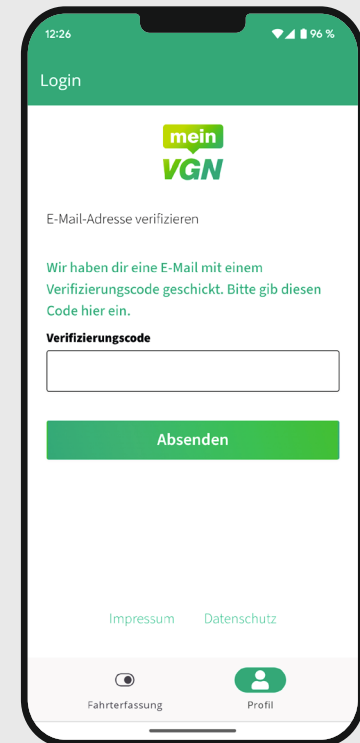 12:26
96 %
Login
mein
VGN
E-Mail-Adresse verifizieren
Wir haben dir eine E-Mail mit einem
Verifizierungscode geschickt. Bitte gib diesen
Code hier ein.
Verifizierungscode
Absenden
Impressum Datenschutz
Fahrterfassung Profil